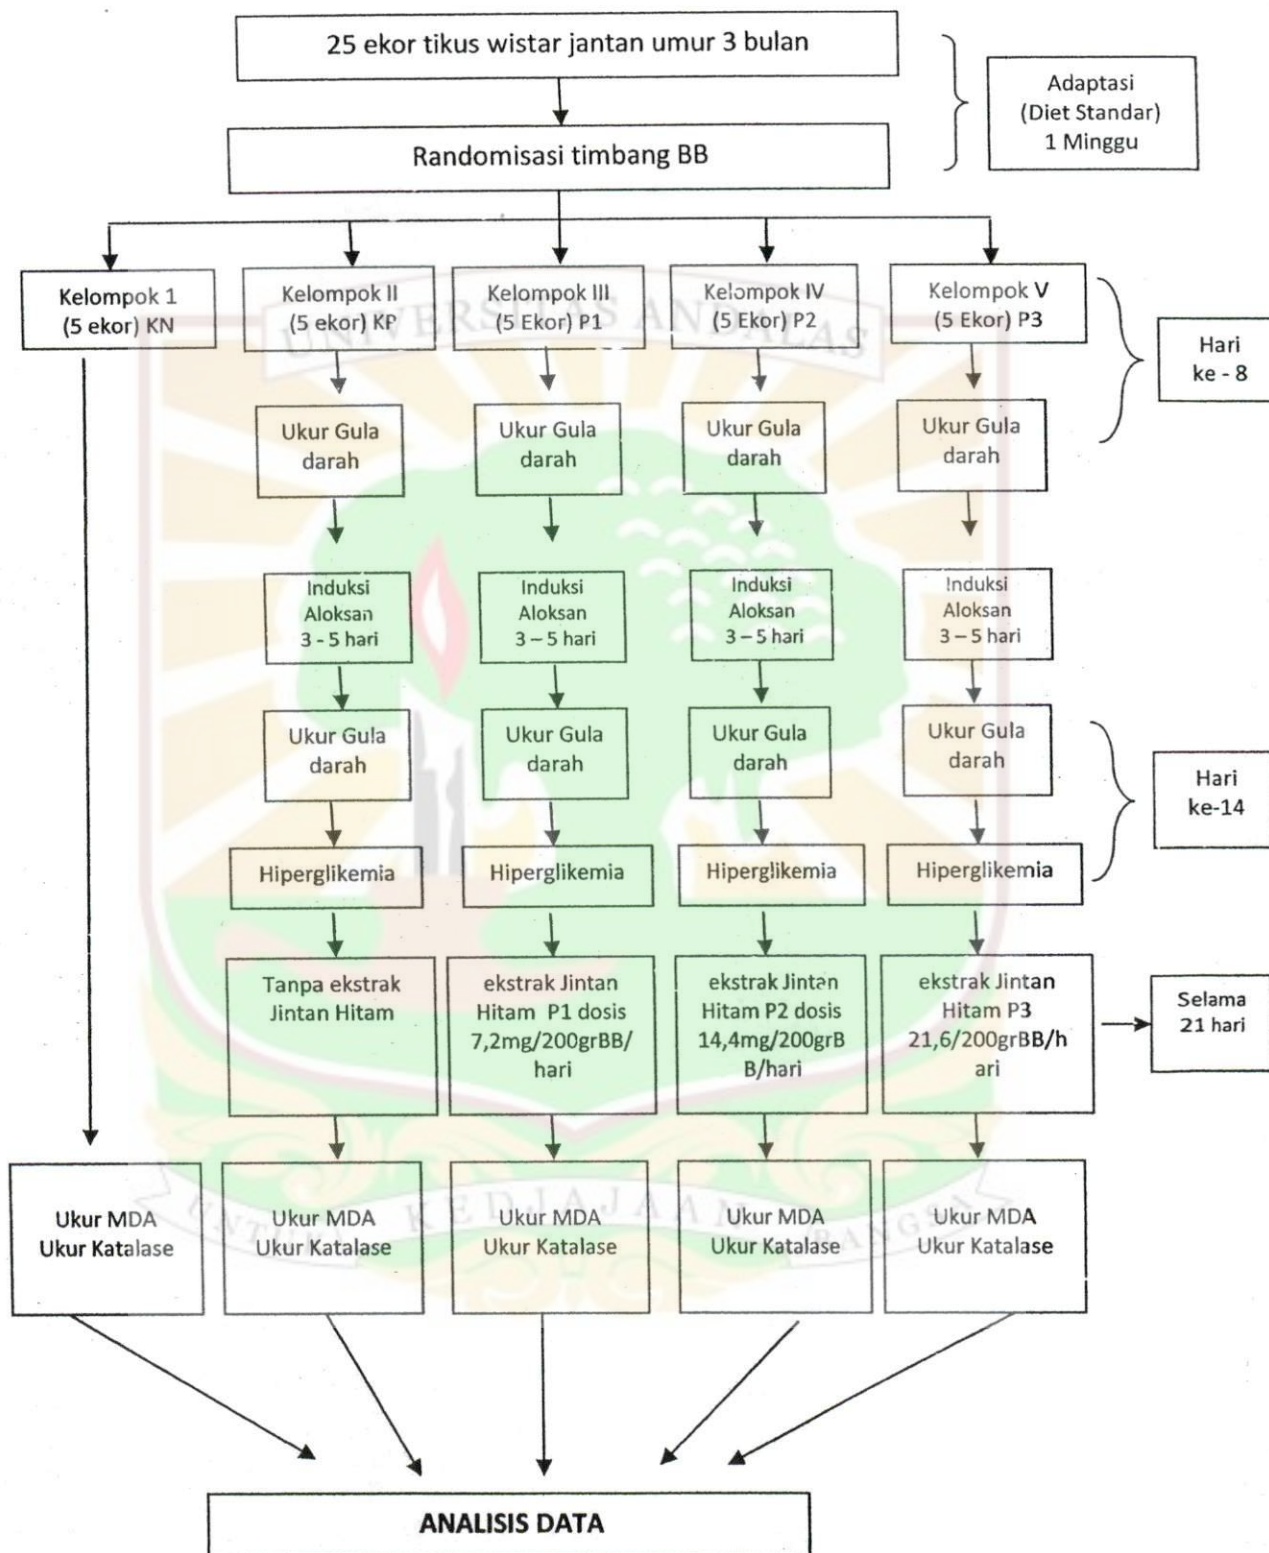 25 ekor tikus wistar jantan umur 3 bulan
Adaptasi
(Diet Standar)
1 Minggu
Randomisasi timbang BB
Kelompok 1
(5 ekor) KN
Kelompok II
(5 ekor) KP
Kelompok III
(5 Ekor) P1
Kelompok IV
(5 Ekor) P2
Kelompok V
(5 Ekor) P3
UNIVERSITAS ANDALAS
Hari
ke - 8
Ukur Gula
darah
Ukur Gula
darah
Ukur Gula
darah
Ukur Gula
darah
Induksi
Aloksan
3 - 5 hari
Induksi
Aloksan
3 – 5 hari
Induksi
Aloksan
3 – 5 hari
Induksi
Aloksan
3 – 5 hari
Ukur Gula
darah
Ukur Gula
darah
Ukur Gula
darah
Ukur Gula
darah
Hari
ke-14
Hiperglikemia
Hiperglikemia
Hiperglikemia
Hiperglikemia
Tanpa ekstrak
Jintan Hitam
ekstrak Jintan
Hitam P1 dosis
7,2mg/200grBB/
hari
ekstrak Jintan
Hitam P2 dosis
14,4mg/200grB
B/hari
ekstrak Jintan
Hitam P3
21,6/200grBB/h
ari
Selama
21 hari
Ukur MDA
Ukur Katalase
Ukur MDA
Ukur Katalase
Ukur MDA
Ukur Katalase
Ukur MDA
Ukur Katalase
Ukur MDA
Ukur Katalase
UNTUK KEDJAJAAN BANGSA
ANALISIS DATA